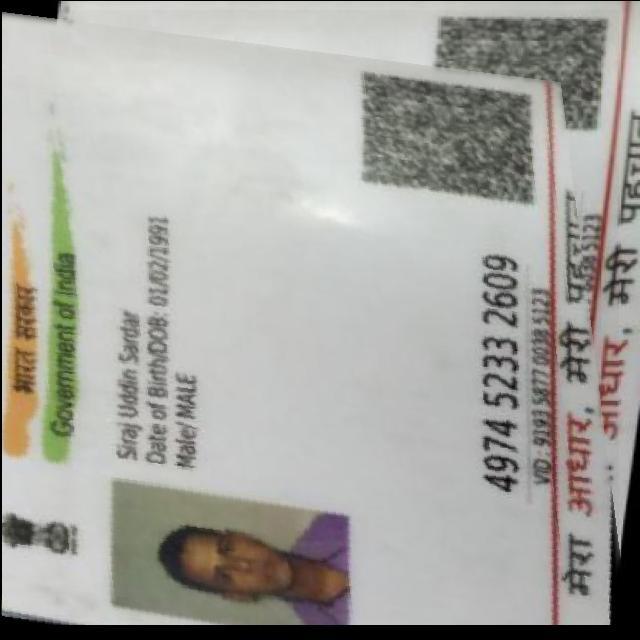 भारत सरकार
Government of India
Siraj Uddin Sardar
Date of Birth/DOB: 01/02/1991
Male/ MALE
4974 5233 2609
VID: 9193 5877 0038 3123
मेरा आधार, मेरी पहचान
आधार, मेरी पहचान